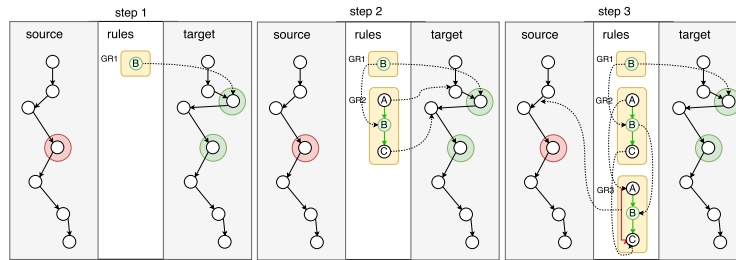 step 1
source rules target
GR1 B
step 2
source rules target
GR1 B
GR2 A
B
C
step 3
source rules target
GR1 B
GR2 A
B
C
GR3 A
B
C